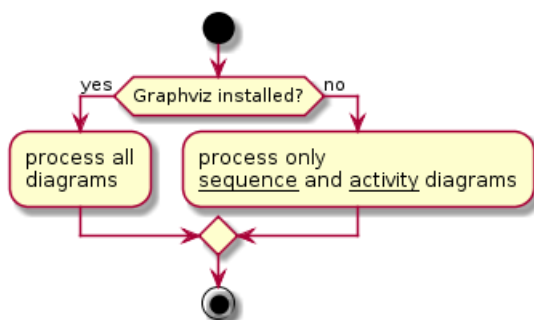 yes
no
Graphviz installed?
process all
diagrams
process only
sequence and activity diagrams